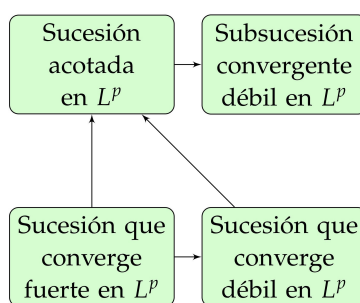 Sucesión
acotada
en L^p
Subsucesión
convergente
débil en L^p
Sucesión que
converge
fuerte en L^p
Sucesión que
converge
débil en L^p